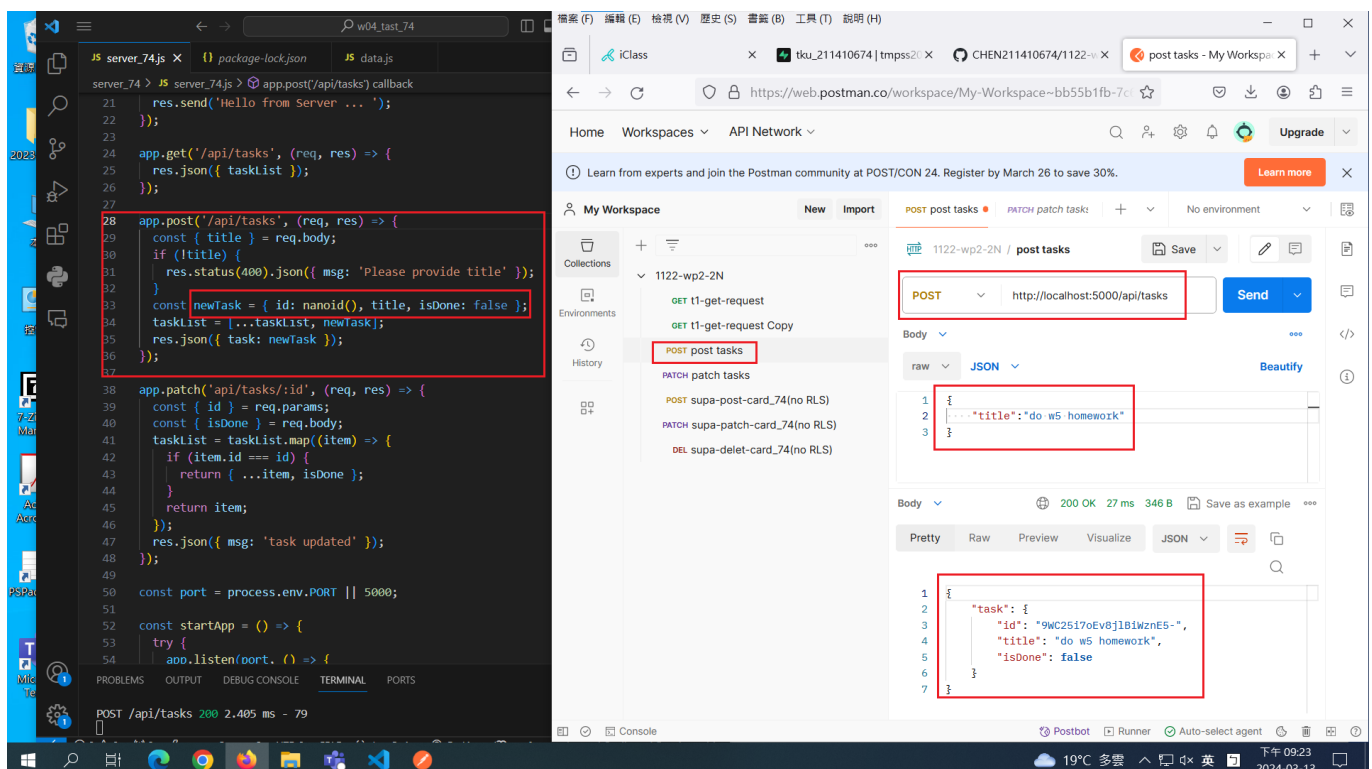 w04_tast_74
JS server_74.js
{} package-lock.json
JS data.js
server_74 > JS server_74.js > app.post('/api/tasks') callback
21 res.send('Hello from Server ... ');
22 });
23
24 app.get('/api/tasks', (req, res) => {
25 res.json({ taskList });
26 });
27
28 app.post('/api/tasks', (req, res) => {
29 const { title } = req.body;
30 if (!title) {
31 res.status(400).json({ msg: 'Please provide title' });
32 }
33 const newTask = { id: nanoid(), title, isDone: false };
34 taskList = [...taskList, newTask];
35 res.json({ task: newTask });
36 });
37
38 app.patch('api/tasks/:id', (req, res) => {
39 const { id } = req.params;
40 const { isDone } = req.body;
41 taskList = taskList.map((item) => {
42 if (item.id === id) {
43 return { ...item, isDone };
44 }
45 return item;
46 });
47 res.json({ msg: 'task updated' });
48 });
49
50 const port = process.env.PORT || 5000;
51
52 const startApp = () => {
53 try {
54 app.listen(port, () => {
PROBLEMS OUTPUT DEBUG CONSOLE TERMINAL PORTS
POST /api/tasks 200 2.405 ms - 79
檔案(F) 編輯(E) 檢視(V) 歷史(S) 書籤(B) 工具(T) 說明(H)
iClass
tku_211410674 | tmpss20
CHEN211410674/1122-w
post tasks - My Workspa
https://web.postman.co/workspace/My-Workspace~bb55b1fb-7c
Home Workspaces API Network
Upgrade
Learn from experts and join the Postman community at POST/CON 24. Register by March 26 to save 30%.
Learn more
My Workspace
New Import
POST post tasks
PATCH patch tasks
No environment
Collections
Environments
History
1122-wp2-2N
GET t1-get-request
GET t1-get-request Copy
POST post tasks
PATCH patch tasks
POST supa-post-card_74(no RLS)
PATCH supa-patch-card_74(no RLS)
DEL supa-delet-card_74(no RLS)
HTTP 1122-wp2-2N / post tasks
Save
POST http://localhost:5000/api/tasks
Send
Body
raw JSON
Beautify
1 {
2 ····"title":"do·w5·homework"
3 }
Body
200 OK 27 ms 346 B Save as example
Pretty Raw Preview Visualize JSON
1 {
2 "task": {
3 "id": "9WC25i7oEv8jlBiWznE5-",
4 "title": "do w5 homework",
5 "isDone": false
6 }
7 }
Console
Postbot Runner Auto-select agent
19°C 多雲 英
下午 09:23
2024-03-13